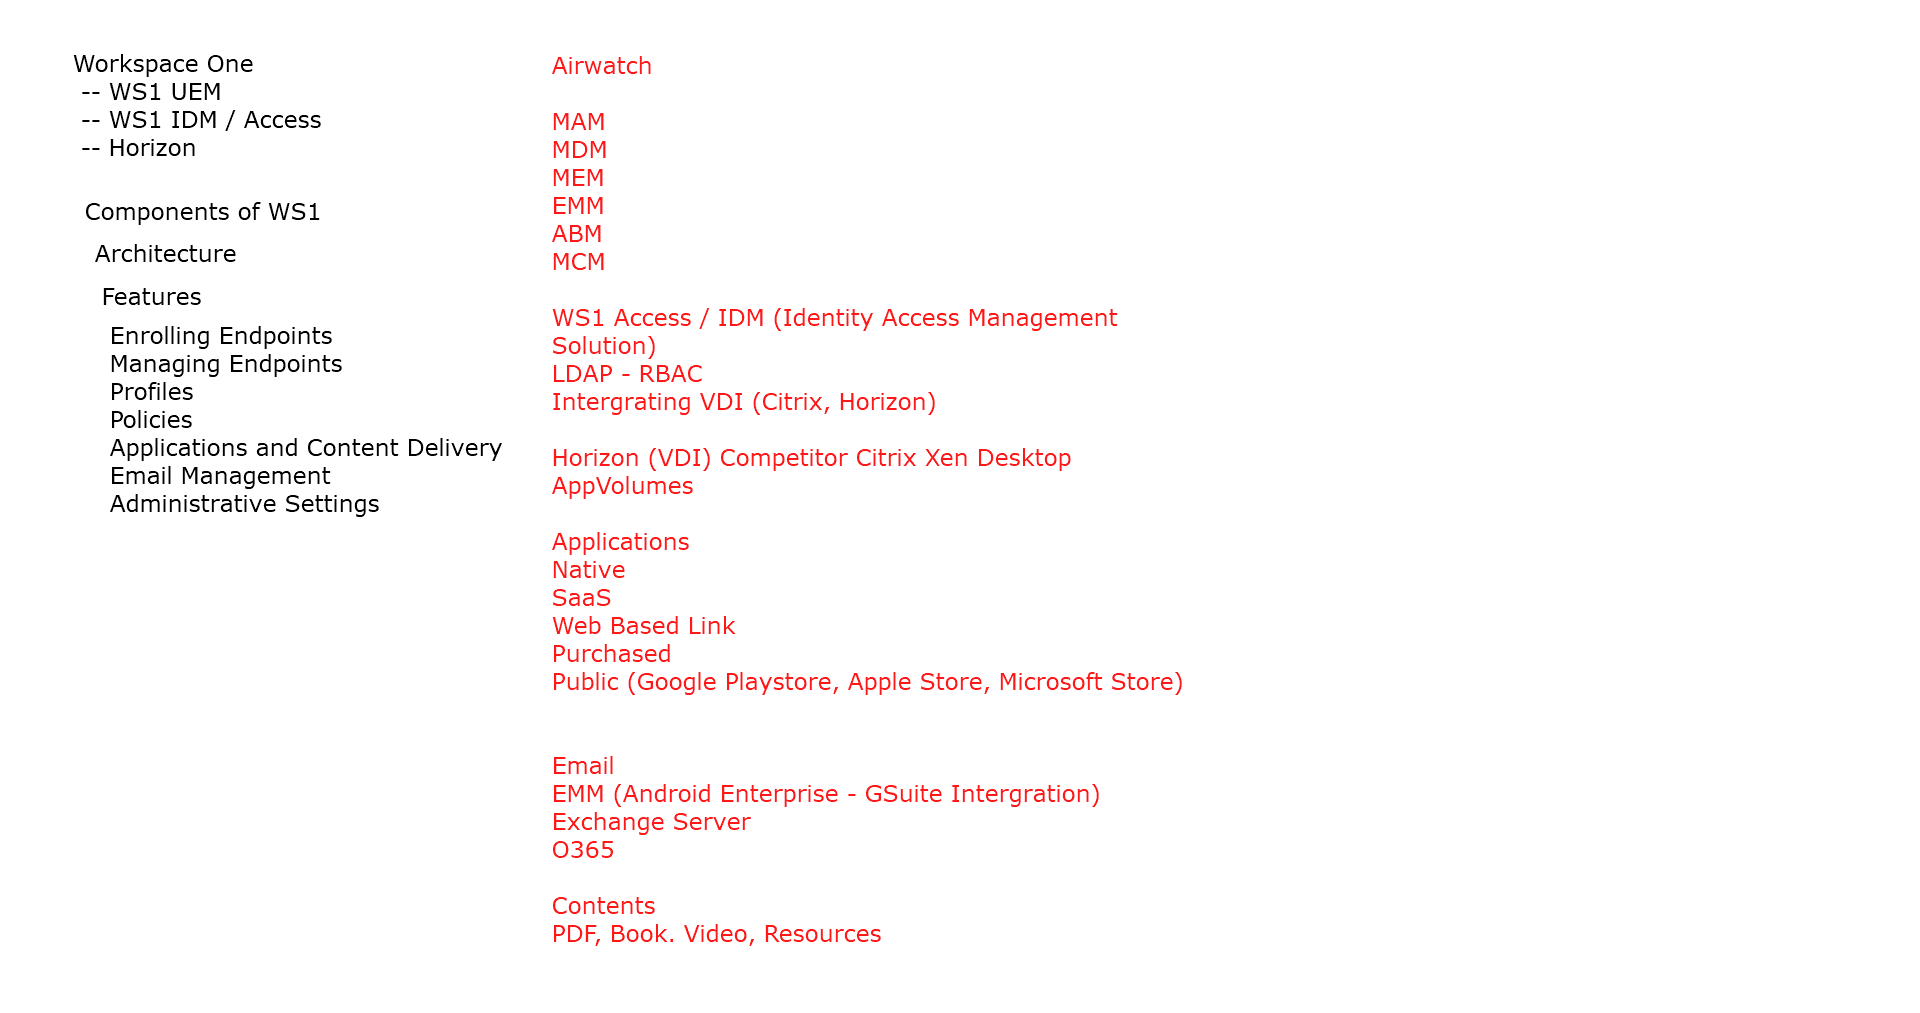 Workspace One
-- WS1 UEM
-- WS1 IDM / Access
-- Horizon
Components of WS1
Architecture
Features
Enrolling Endpoints
Managing Endpoints
Profiles
Policies
Applications and Content Delivery
Email Management
Administrative Settings
Airwatch
MAM
MDM
MEM
EMM
ABM
MCM
WS1 Access / IDM (Identity Access Management
Solution)
LDAP - RBAC
Intergrating VDI (Citrix, Horizon)
Horizon (VDI) Competitor Citrix Xen Desktop
AppVolumes
Applications
Native
SaaS
Web Based Link
Purchased
Public (Google Playstore, Apple Store, Microsoft Store)
Email
EMM (Android Enterprise - GSuite Intergration)
Exchange Server
O365
Contents
PDF, Book. Video, Resources